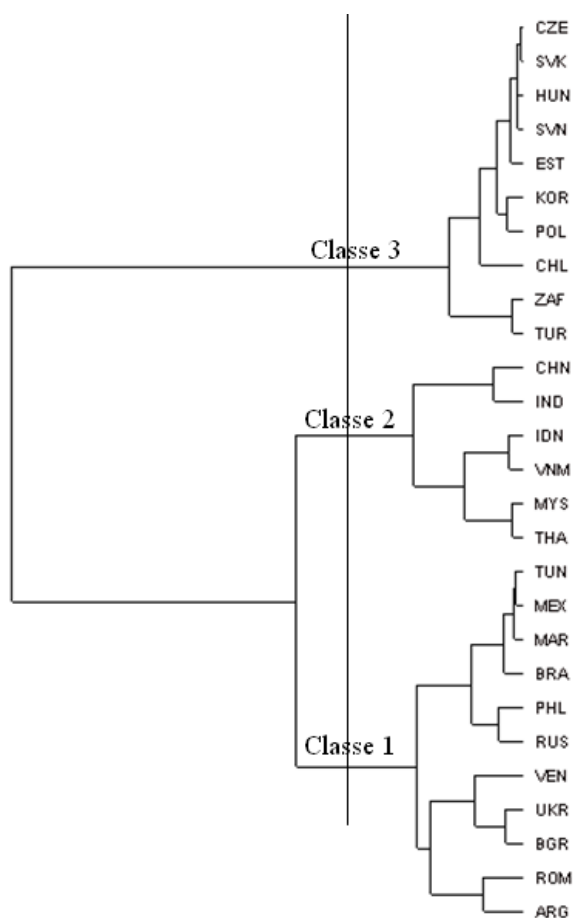 CZE
SVK
HUN
SVN
EST
KOR
POL
Classe 3
CHL
ZAF
TUR
CHN
IND
Classe 2
IDN
VNM
MYS
THA
TUN
MEX
MAR
BRA
PHL
RUS
Classe 1
VEN
UKR
BGR
ROM
ARG